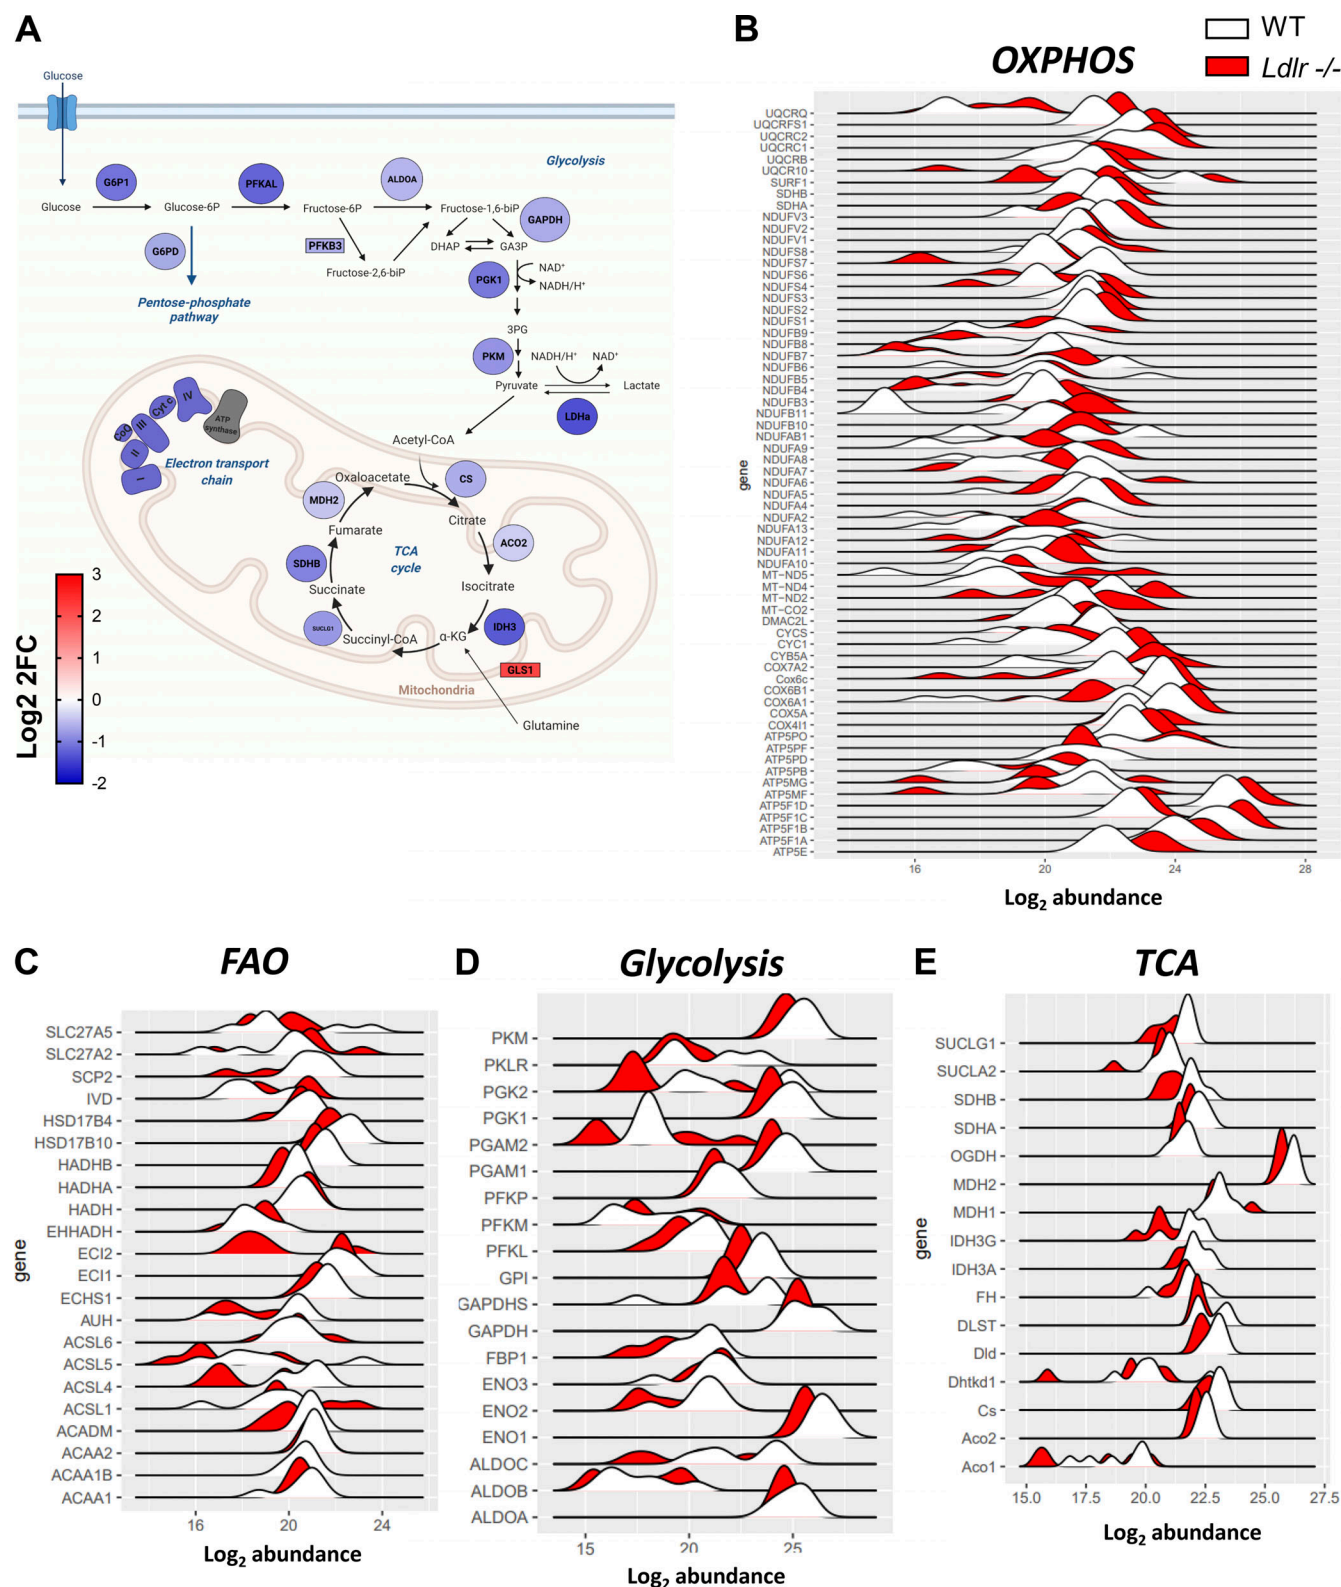 A
Glucose
Glycolysis
G6P1
PFKAL
ALDOA
Glucose
Glucose-6P
Fructose-6P
Fructose-1,6-biP
GAPDH
G6PD
PFKB3
DHAP
GA3P
Fructose-2,6-biP
PGK1
NAD⁺
NADH/H⁺
Pentose-phosphate
pathway
3PG
PKM
NADH/H⁺
NAD⁺
Pyruvate
Lactate
LDHa
IV
Cyt c
III
CoQ
II
I
ATP
synthase
Electron transport
chain
Acetyl-CoA
Oxaloacetate
CS
MDH2
Citrate
Fumarate
ACO2
TCA
cycle
SDHB
Isocitrate
Succinate
SUCLG1
Succinyl-CoA
α-KG
IDH3
GLS1
Mitochondria
Glutamine
Log2 2FC
3
2
1
0
-1
-2
B
OXPHOS
WT
Ldlr -/-
gene
UQCRQ
UQCRFS1
UQCRC2
UQCRC1
UQCRB
UQCR10
SURF1
SDHB
SDHA
NDUFV3
NDUFV2
NDUFV1
NDUFS8
NDUFS7
NDUFS6
NDUFS4
NDUFS3
NDUFS2
NDUFS1
NDUFB9
NDUFB8
NDUFB7
NDUFB6
NDUFB5
NDUFB4
NDUFB3
NDUFB11
NDUFB10
NDUFAB1
NDUFA9
NDUFA8
NDUFA7
NDUFA6
NDUFA5
NDUFA4
NDUFA2
NDUFA13
NDUFA12
NDUFA11
NDUFA10
MT-ND5
MT-ND4
MT-ND2
MT-CO2
DMAC2L
CYCS
CYC1
CYB5A
COX7A2
Cox6c
COX6B1
COX6A1
COX5A
COX4I1
ATP5PO
ATP5PF
ATP5PD
ATP5PB
ATP5MG
ATP5MF
ATP5F1D
ATP5F1C
ATP5F1B
ATP5F1A
ATP5E
16 20 24 28
Log₂ abundance
C
FAO
gene
SLC27A5
SLC27A2
SCP2
IVD
HSD17B4
HSD17B10
HADHB
HADHA
HADH
EHHADH
ECI2
ECI1
ECHS1
AUH
ACSL6
ACSL5
ACSL4
ACSL1
ACADM
ACAA2
ACAA1B
ACAA1
16 20 24
Log₂ abundance
D
Glycolysis
gene
PKM
PKLR
PGK2
PGK1
PGAM2
PGAM1
PFKP
PFKM
PFKL
GPI
GAPDHS
GAPDH
FBP1
ENO3
ENO2
ENO1
ALDOC
ALDOB
ALDOA
15 20 25
Log₂ abundance
E
TCA
gene
SUCLG1
SUCLA2
SDHB
SDHA
OGDH
MDH2
MDH1
IDH3G
IDH3A
FH
DLST
Dld
Dhtkd1
Cs
Aco2
Aco1
15.0 17.5 20.0 22.5 25.0 27.5
Log₂ abundance